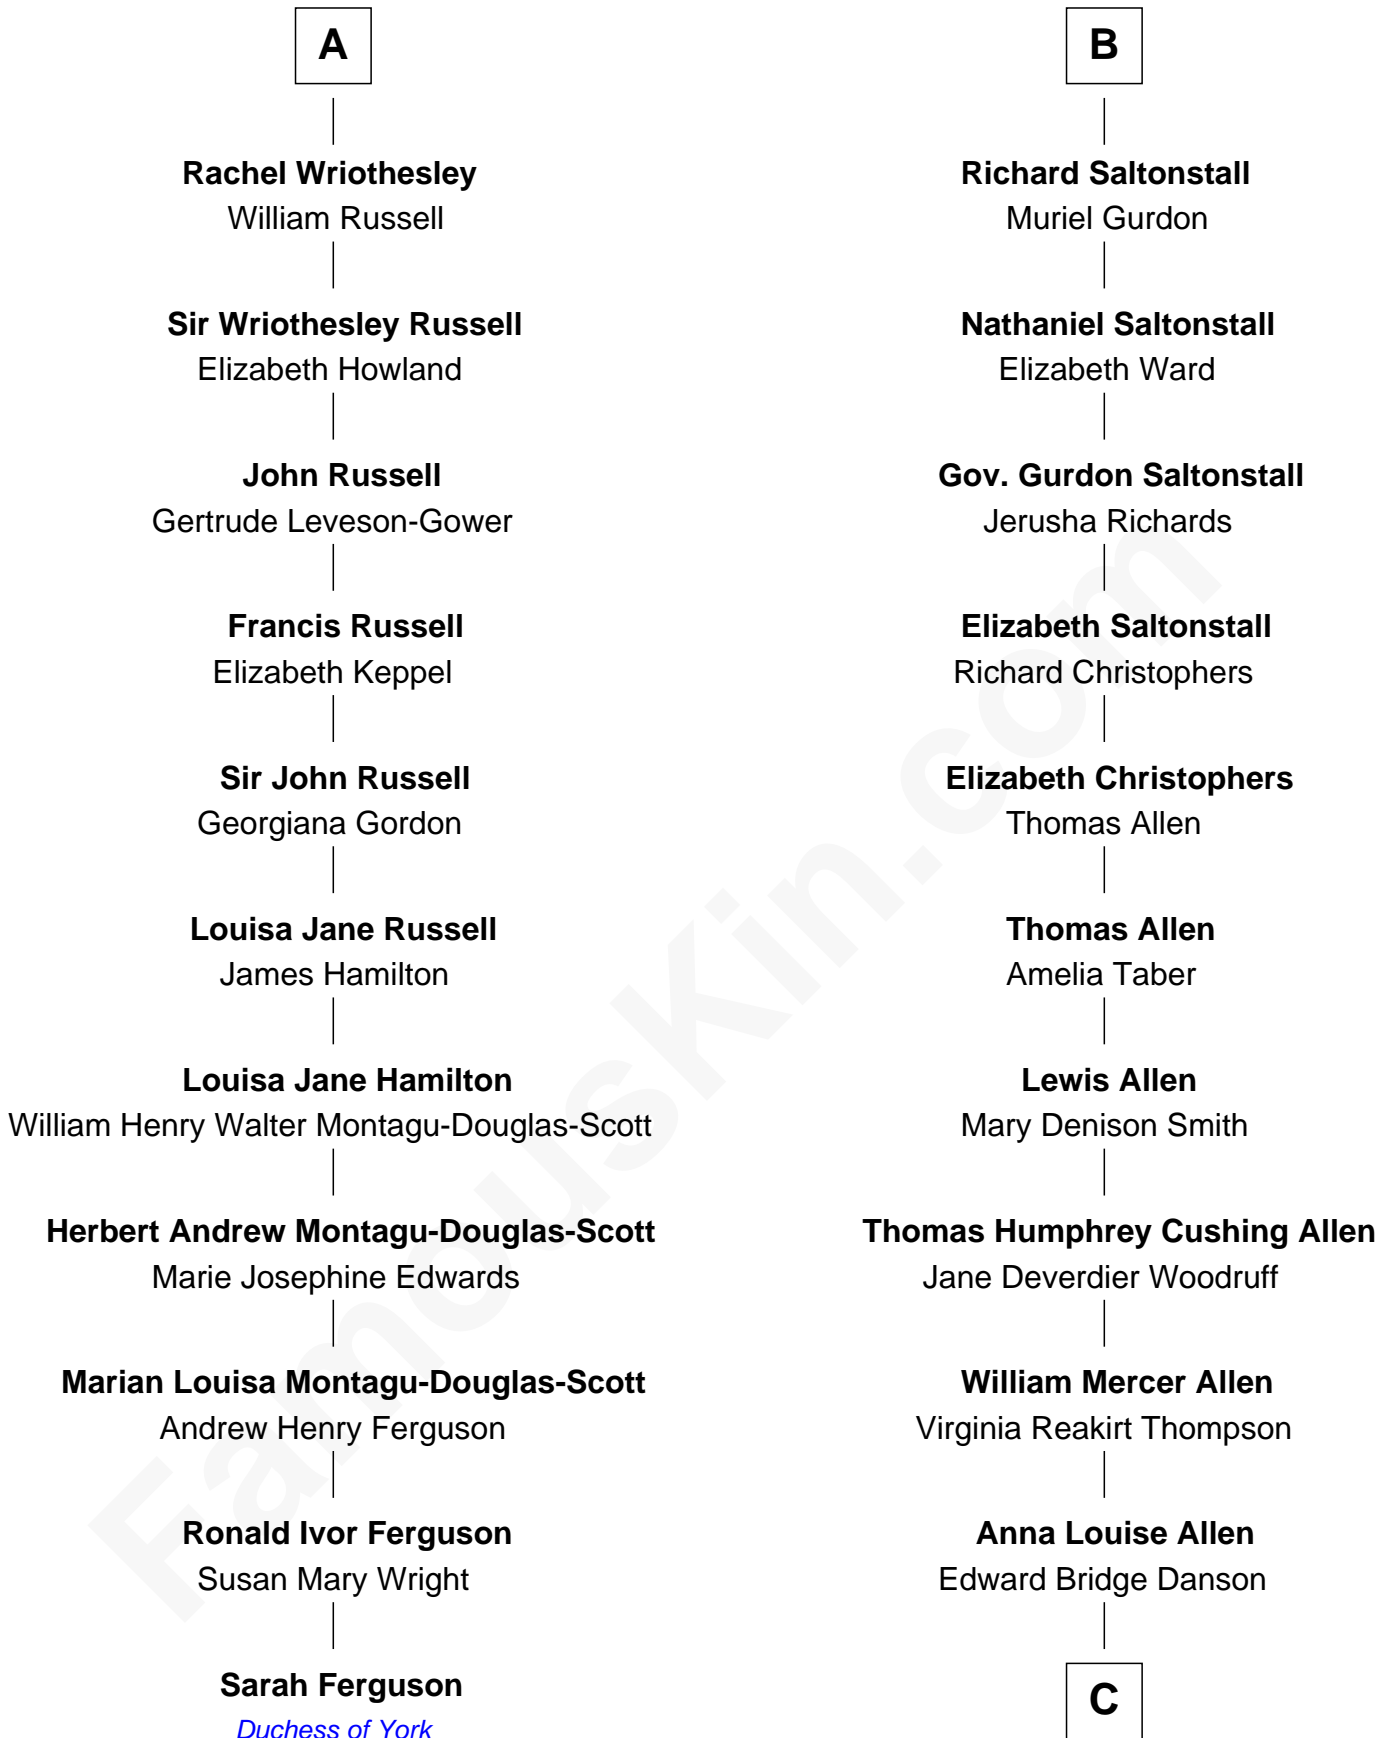 A
Rachel Wriothesley
William Russell
Sir Wriothesley Russell
Elizabeth Howland
John Russell
Gertrude Leveson-Gower
Francis Russell
Elizabeth Keppel
Sir John Russell
Georgiana Gordon
Louisa Jane Russell
James Hamilton
Louisa Jane Hamilton
William Henry Walter Montagu-Douglas-Scott
Herbert Andrew Montagu-Douglas-Scott
Marie Josephine Edwards
Marian Louisa Montagu-Douglas-Scott
Andrew Henry Ferguson
Ronald Ivor Ferguson
Susan Mary Wright
Sarah Ferguson
Duchess of York
B
Richard Saltonstall
Muriel Gurdon
Nathaniel Saltonstall
Elizabeth Ward
Gov. Gurdon Saltonstall
Jerusha Richards
Elizabeth Saltonstall
Richard Christophers
Elizabeth Christophers
Thomas Allen
Thomas Allen
Amelia Taber
Lewis Allen
Mary Denison Smith
Thomas Humphrey Cushing Allen
Jane Deverdier Woodruff
William Mercer Allen
Virginia Reakirt Thompson
Anna Louise Allen
Edward Bridge Danson
C
FamousKin.com